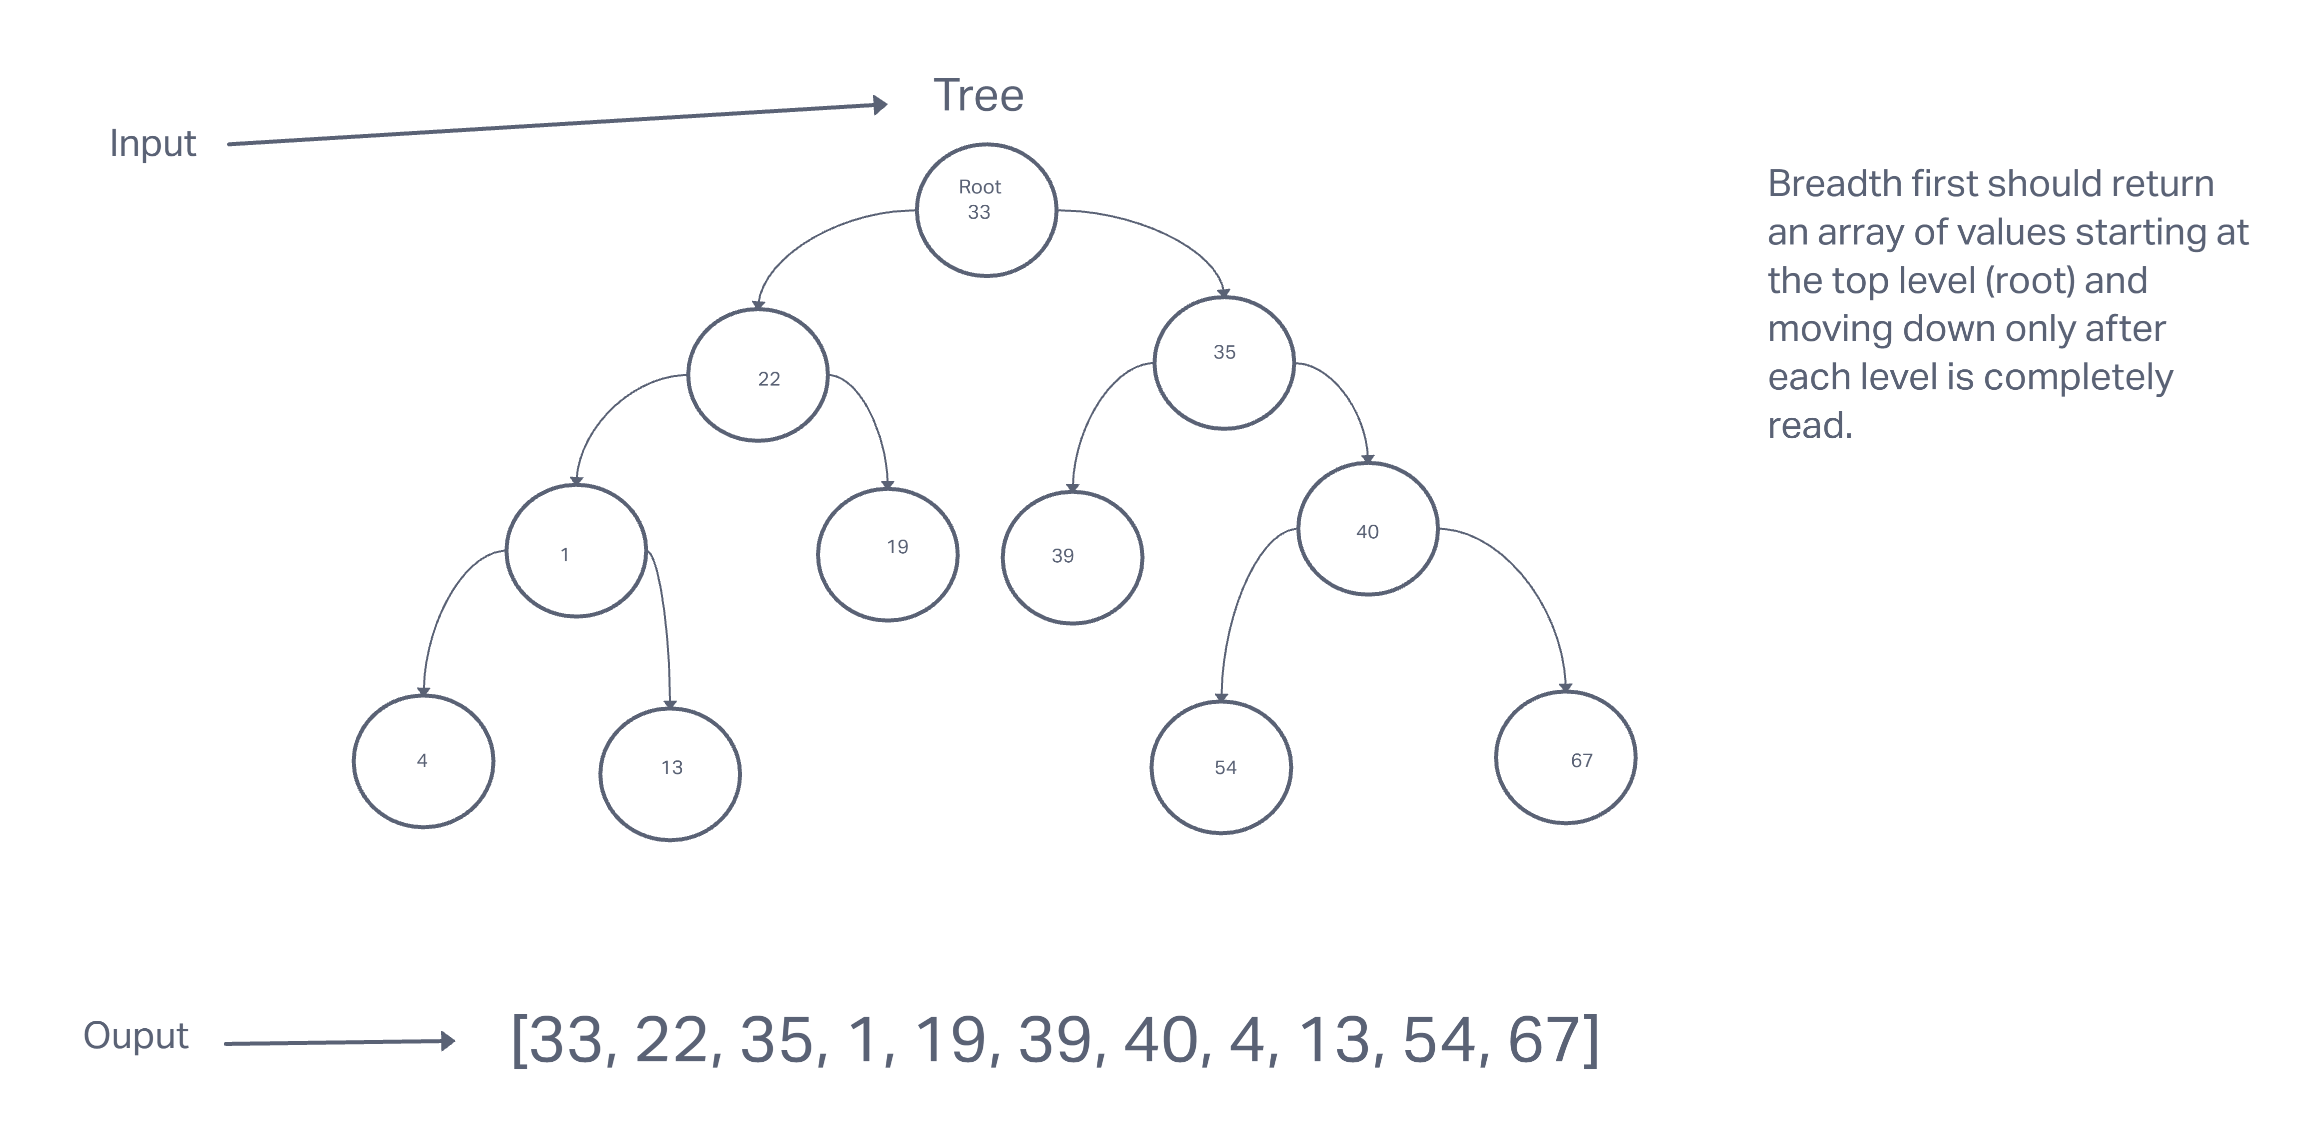 Tree
Input
Root
33
22
35
1
19
39
40
4
13
54
67
Breadth first should return
an array of values starting at
the top level (root) and
moving down only after
each level is completely
read.
Ouput
[33, 22, 35, 1, 19, 39, 40, 4, 13, 54, 67]